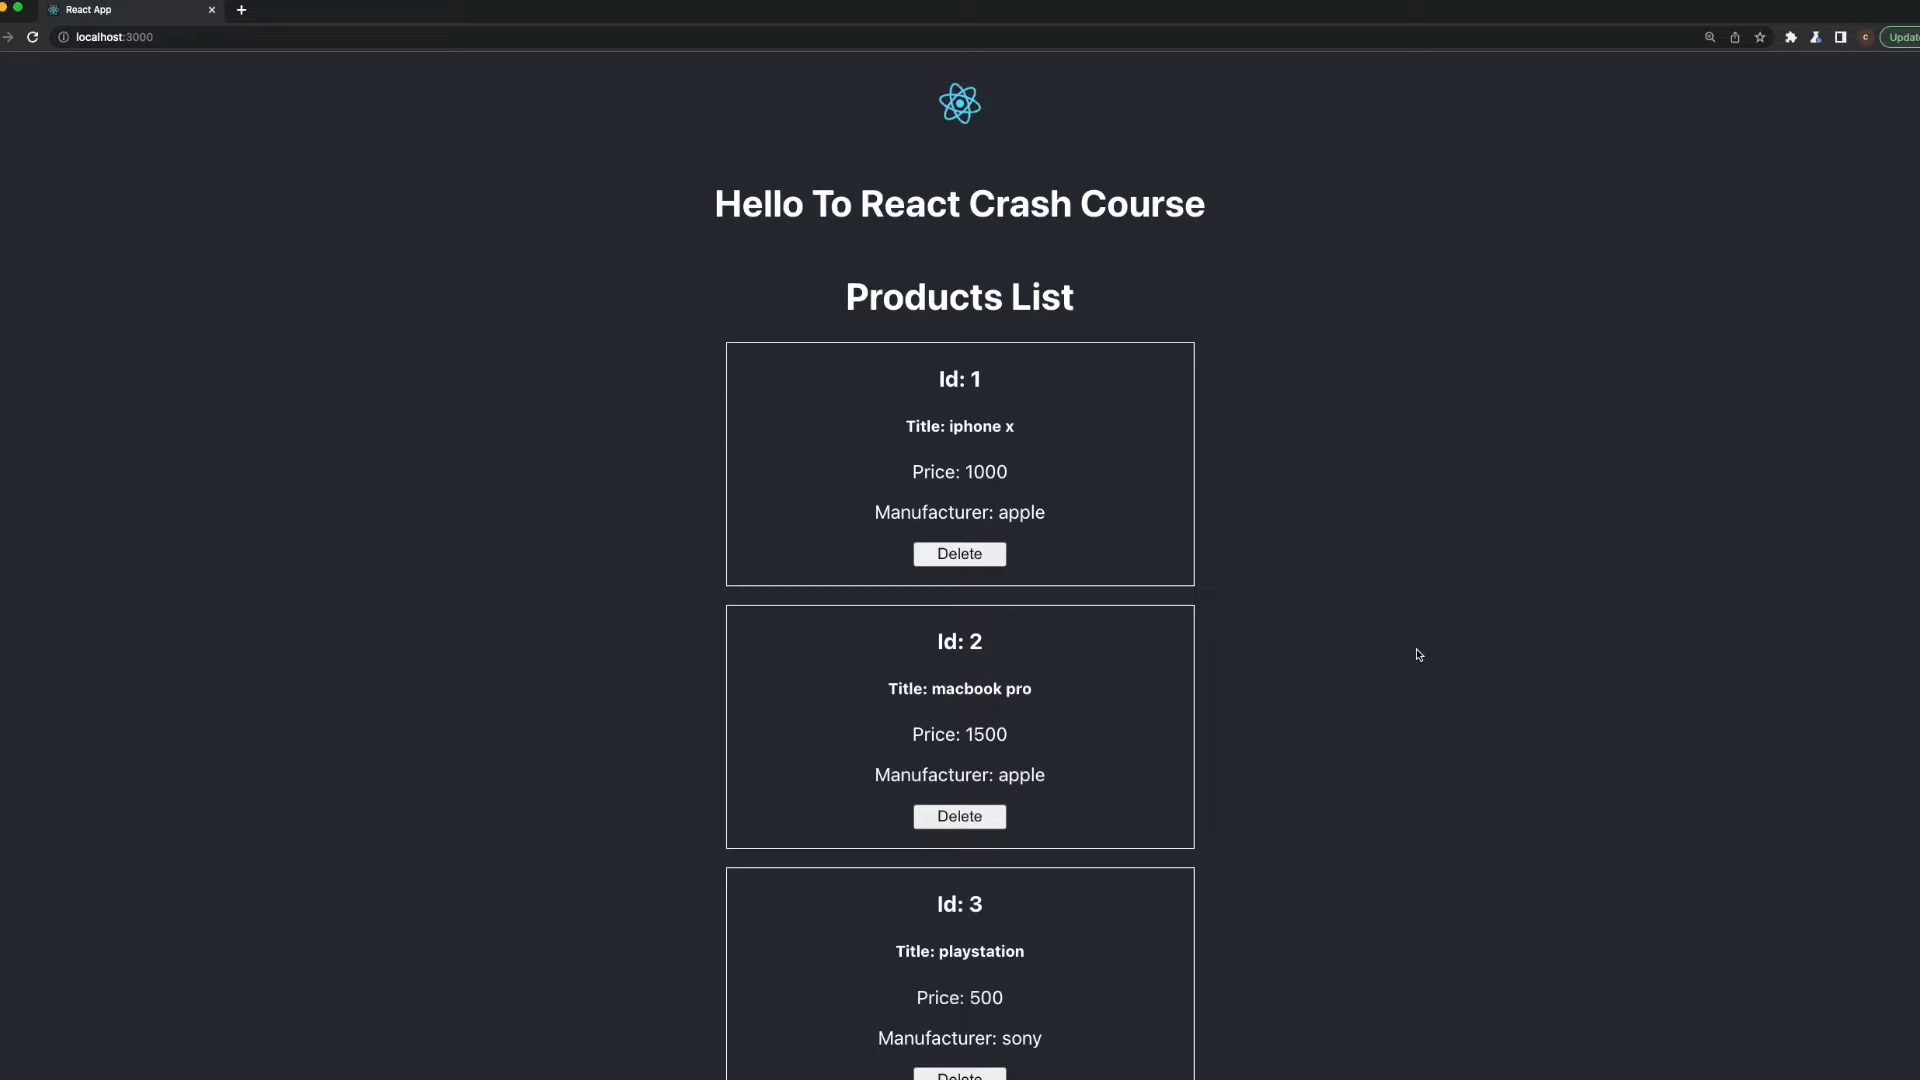 React App
localhost:3000
c
Update
Hello To React Crash Course
Products List
Id: 1
Title: iphone x
Price: 1000
Manufacturer: apple
Delete
Id: 2
Title: macbook pro
Price: 1500
Manufacturer: apple
Delete
Id: 3
Title: playstation
Price: 500
Manufacturer: sony
Delete